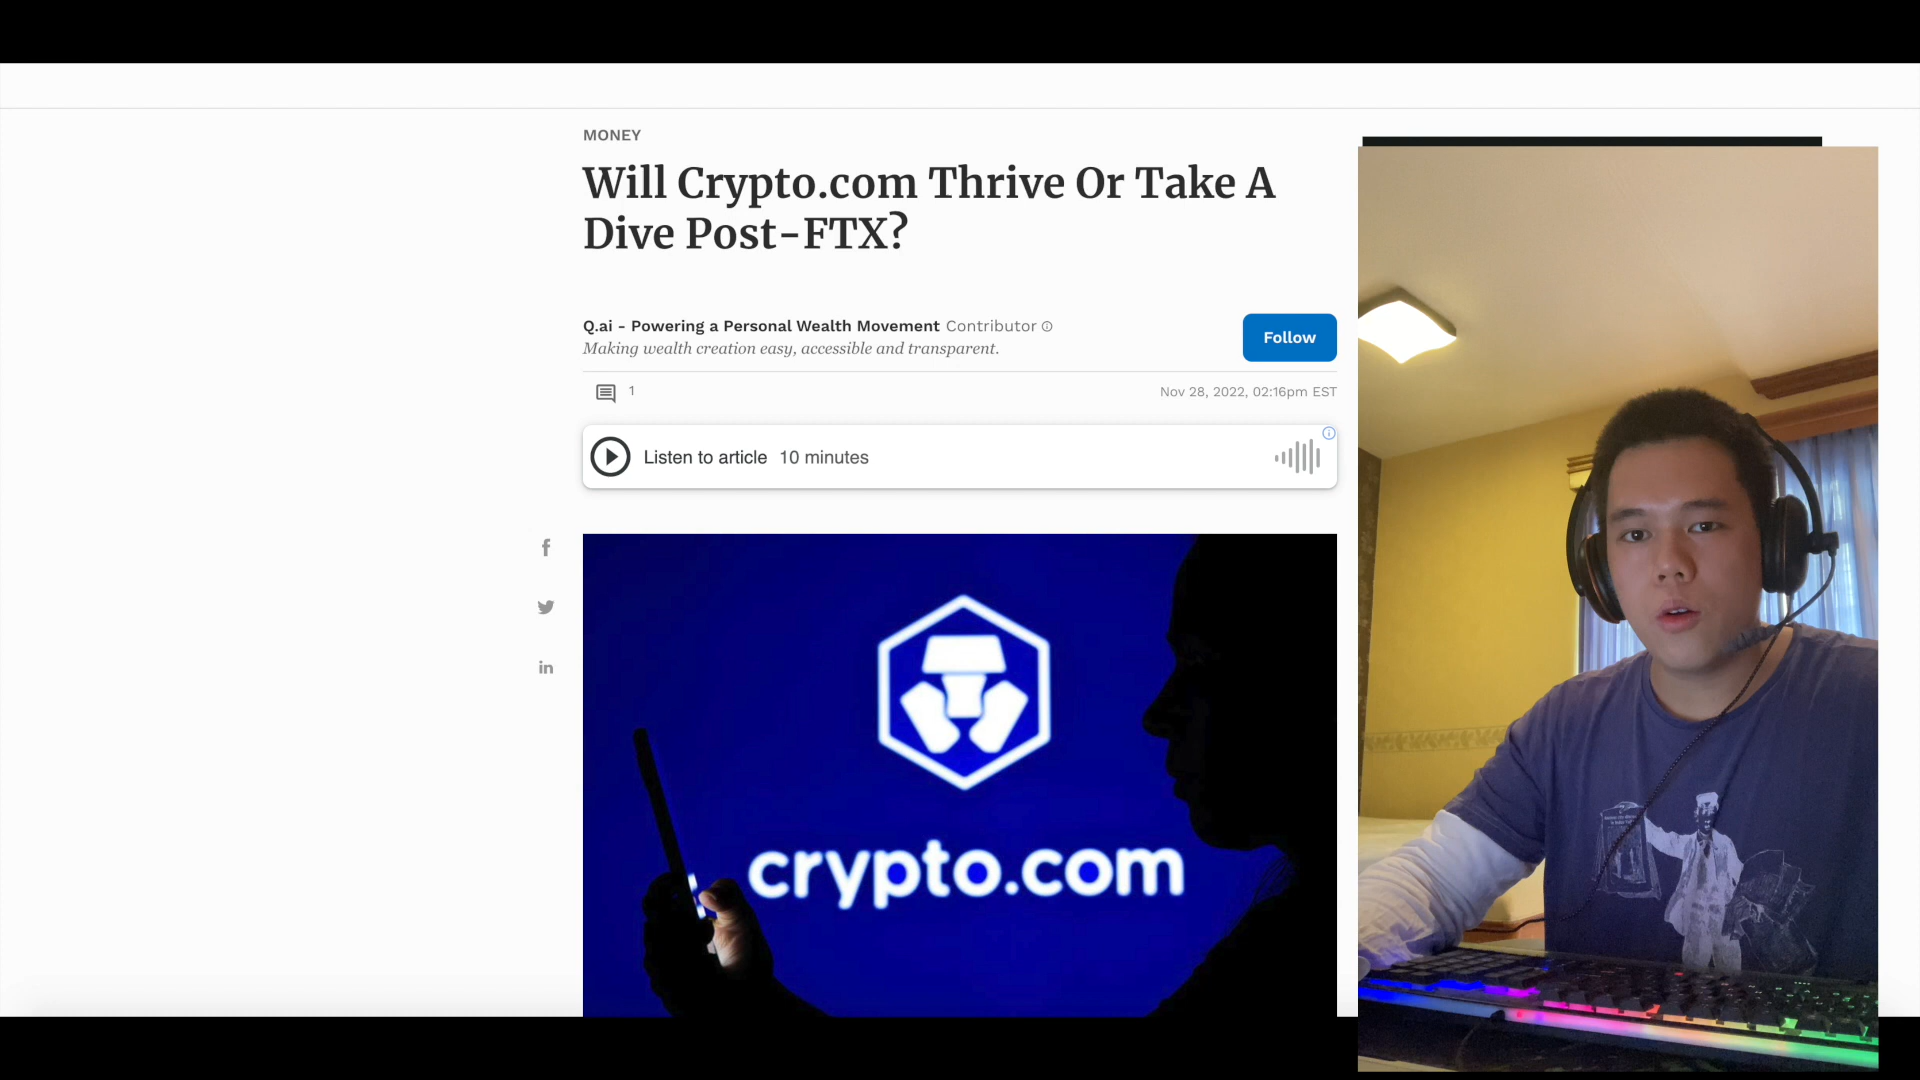 MONEY
Will Crypto.com Thrive Or Take A
Dive Post-FTX?
Q.ai - Powering a Personal Wealth Movement Contributor
Making wealth creation easy, accessible and transparent.
Follow
1
Nov 28, 2022, 02:16pm EST
Listen to article 10 minutes
crypto.com